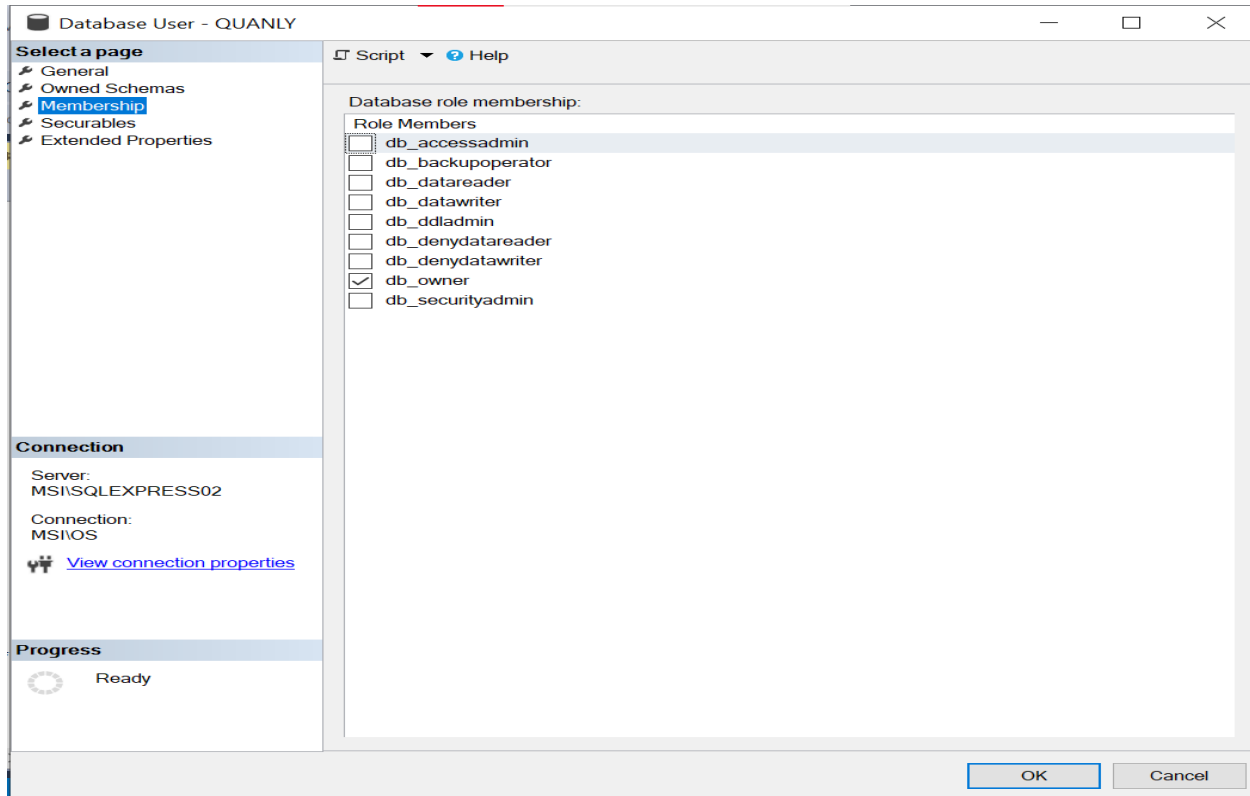 Database User - QUANLY
Select a page
General
Owned Schemas
Membership
Securables
Extended Properties
Script
Help
Database role membership:
Role Members
db_accessadmin
db_backupoperator
db_datareader
db_datawriter
db_ddladmin
db_denydatareader
db_denydatawriter
db_owner
db_securityadmin
Connection
Server:
MSI\SQLEXPRESS02
Connection:
MSI\OS
View connection properties
Progress
Ready
OK
Cancel